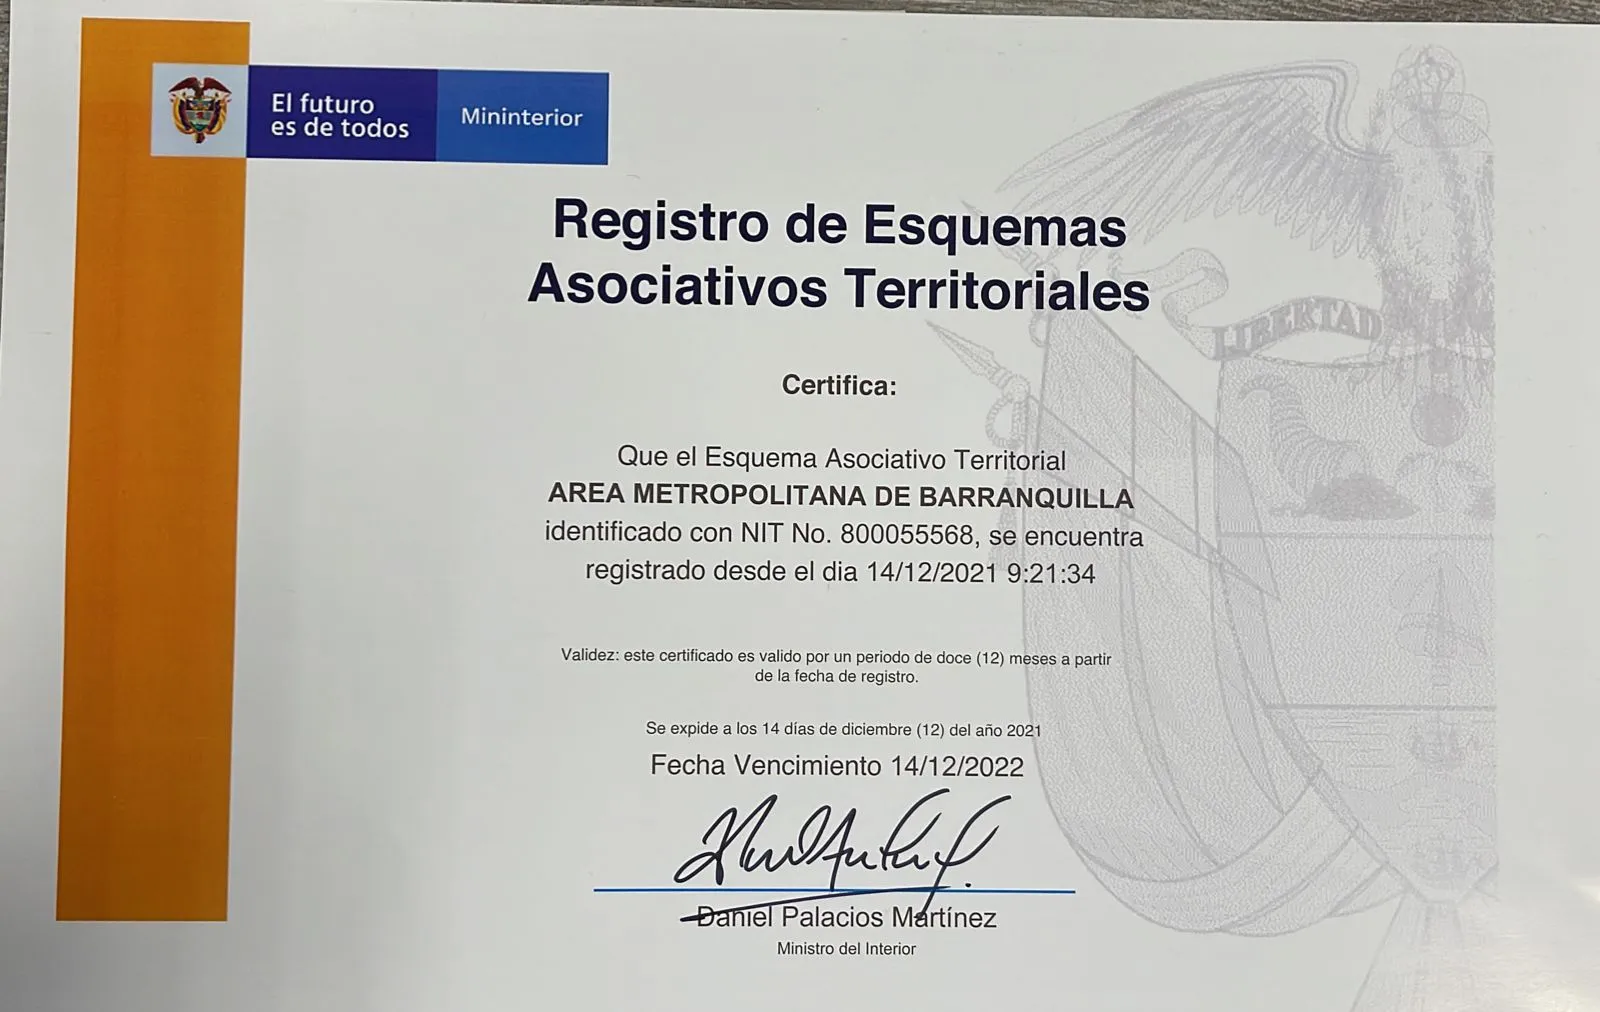 El futuro
es de todos
Mininterior
Registro de Esquemas
Asociativos Territoriales
LIBERTAD
Certifica:
Que el Esquema Asociativo Territorial
AREA METROPOLITANA DE BARRANQUILLA
identificado con NIT No. 800055568, se encuentra
registrado desde el dia 14/12/2021 9:21:34
Validez: este certificado es valido por un periodo de doce (12) meses a partir
de la fecha de registro.
Se expide a los 14 días de diciembre (12) del año 2021
Fecha Vencimiento 14/12/2022
Daniel Palacios Martínez
Ministro del Interior